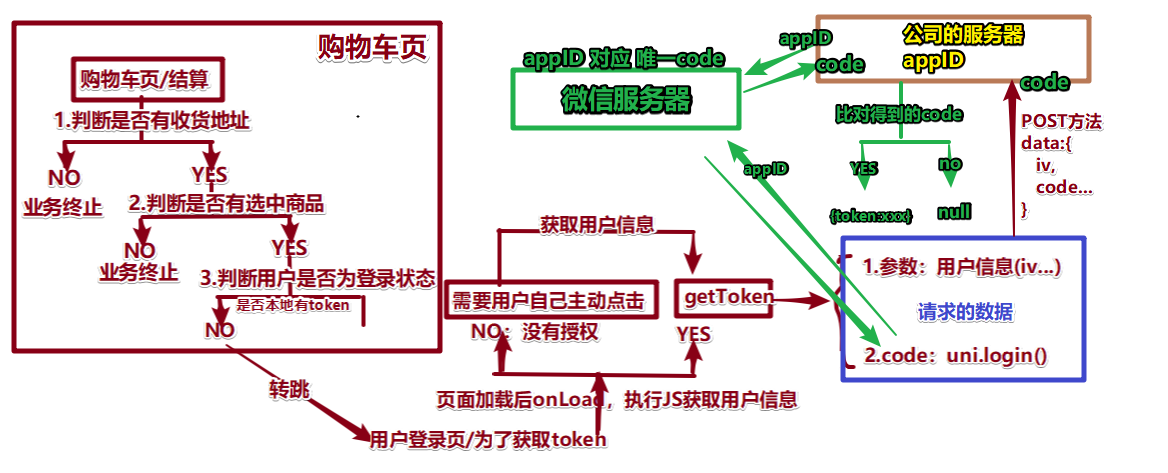 购物车页
购物车页/结算
1.判断是否有收货地址
NO
YES
业务终止
2.判断是否有选中商品
NO
YES
业务终止
3.判断用户是否为登录状态
是否本地有token
NO
转跳
用户登录页/为了获取token
页面加载后onLoad，执行JS获取用户信息
NO：没有授权
YES
需要用户自己主动点击
获取用户信息
getToken
1.参数：用户信息(iv...)
请求的数据
2.code：uni.login()
appID
appID 对应 唯一code
微信服务器
appID
code
公司的服务器
appID
code
POST方法
data:{
iv,
code...
}
比对得到的code
YES
no
{token:xxx}
null